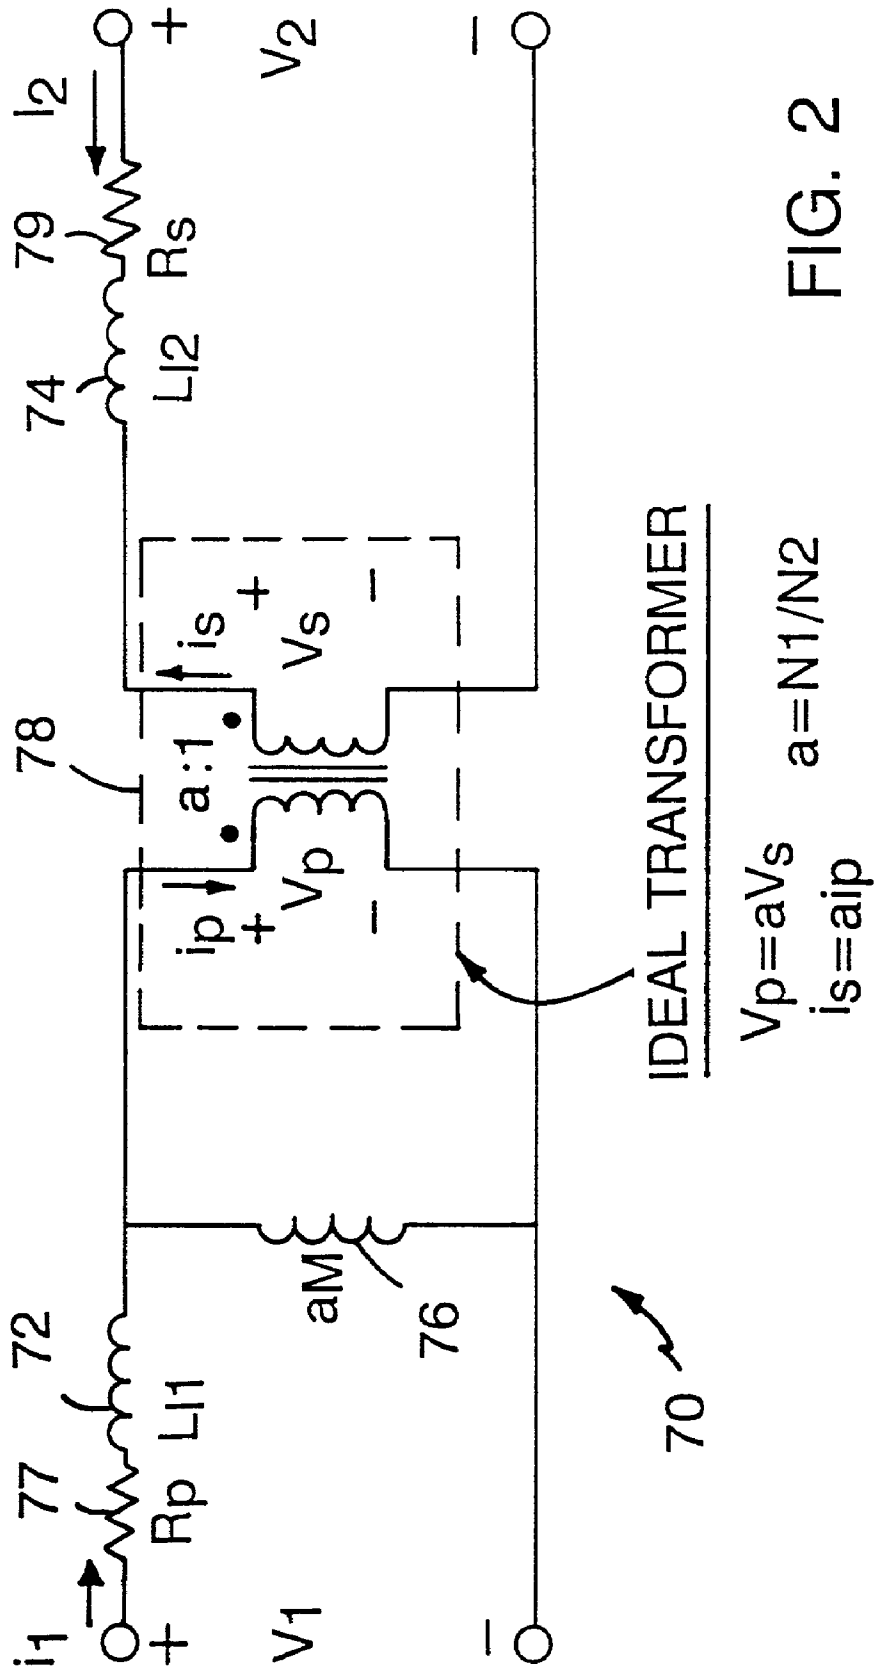 i1
77
72
78
74
79
I2
+
Rp
Ll1
ip
a:1
is
Ll2
Rs
+
+
+
V1
aM
Vp
Vs
V2
76
−
−
−
−
70
IDEAL TRANSFORMER
Vp=aVs
is=aip
a=N1/N2
FIG. 2